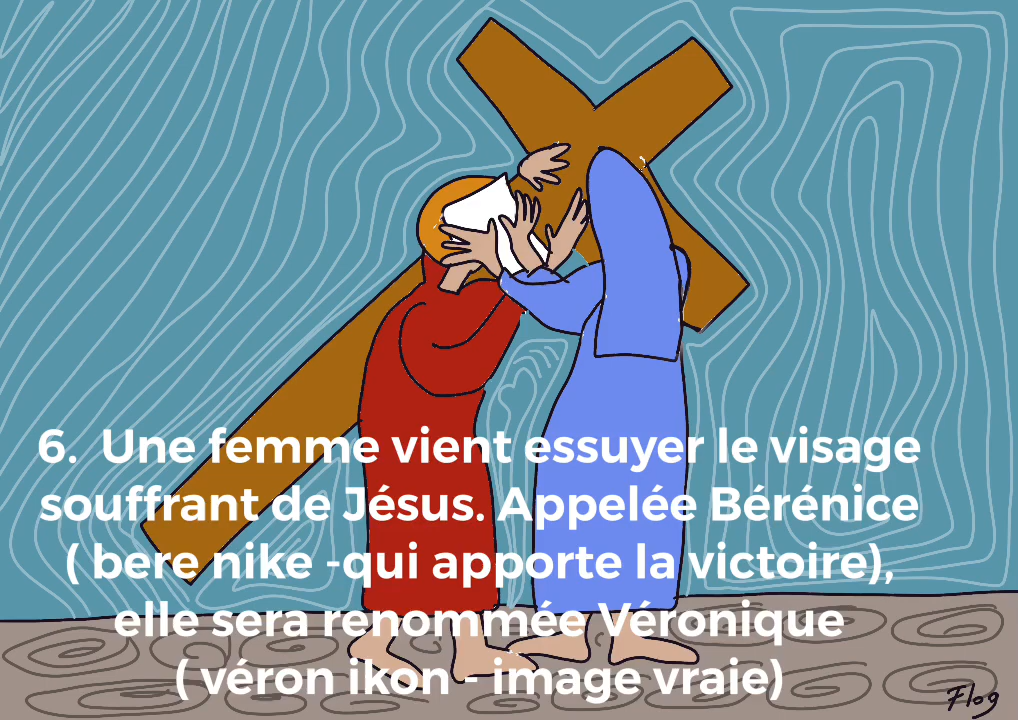 6. Une femme vient essuyer le visage
souffrant de Jésus. Appelée Bérénice
( bere nike -qui apporte la victoire),
elle sera renommée Véronique
( véron ikon - image vraie)
Flog